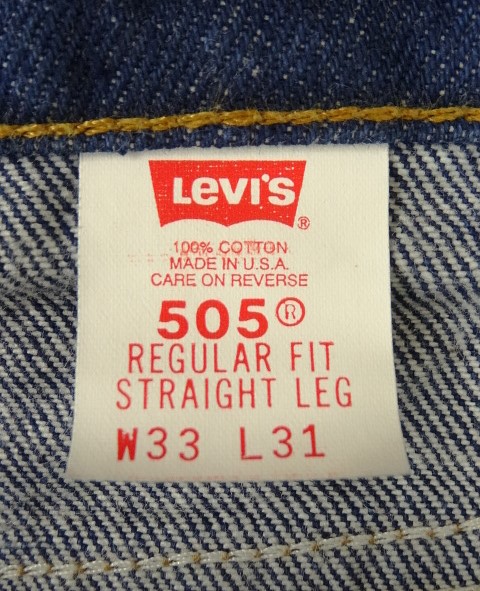 Levi's®
100% COTTON
MADE IN U.S.A.
CARE ON REVERSE
505®
REGULAR FIT
STRAIGHT LEG
W33 L31